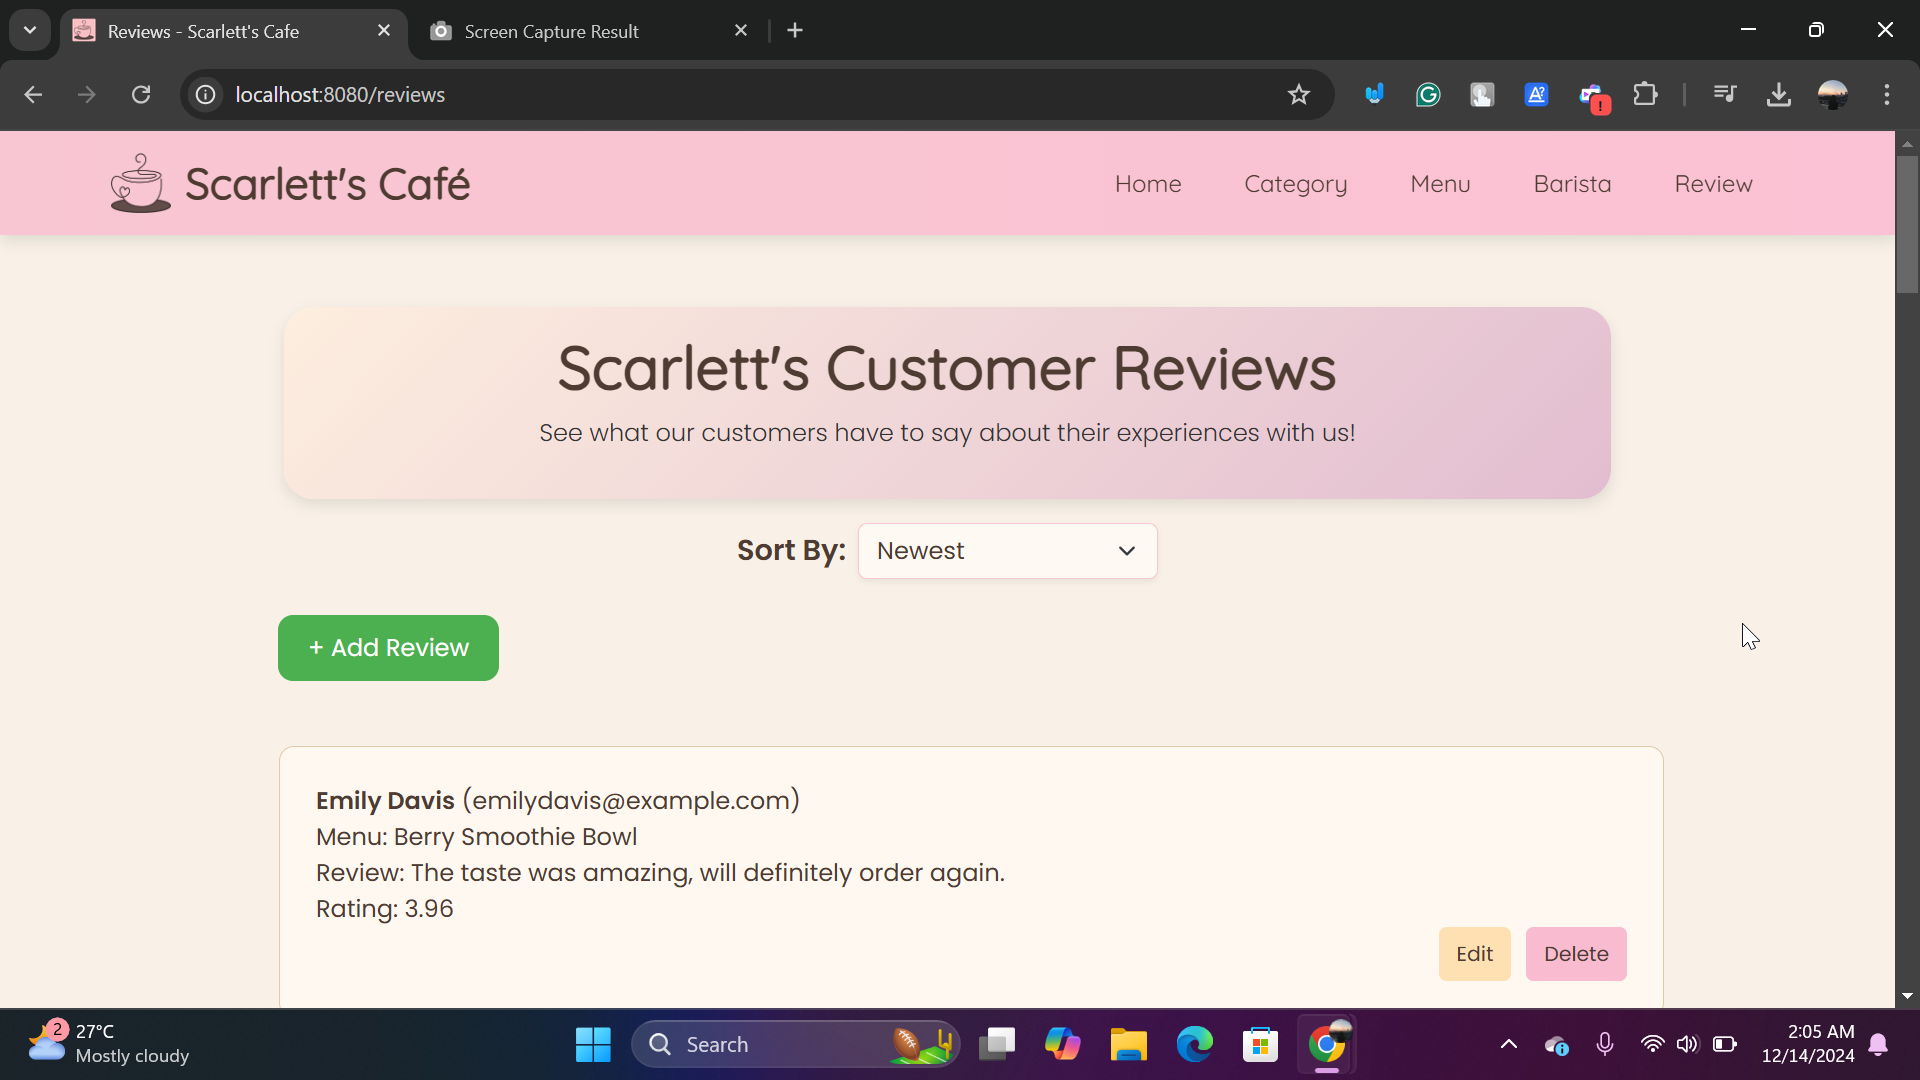 Reviews - Scarlett's Cafe
Screen Capture Result
localhost:8080/reviews
Scarlett's Café
Home
Category
Menu
Barista
Review
Scarlett's Customer Reviews
See what our customers have to say about their experiences with us!
Sort By:
Newest
+ Add Review
Emily Davis (emilydavis@example.com)
Menu: Berry Smoothie Bowl
Review: The taste was amazing, will definitely order again.
Rating: 3.96
Edit
Delete
2
27°C
Mostly cloudy
Search
2:05 AM
12/14/2024